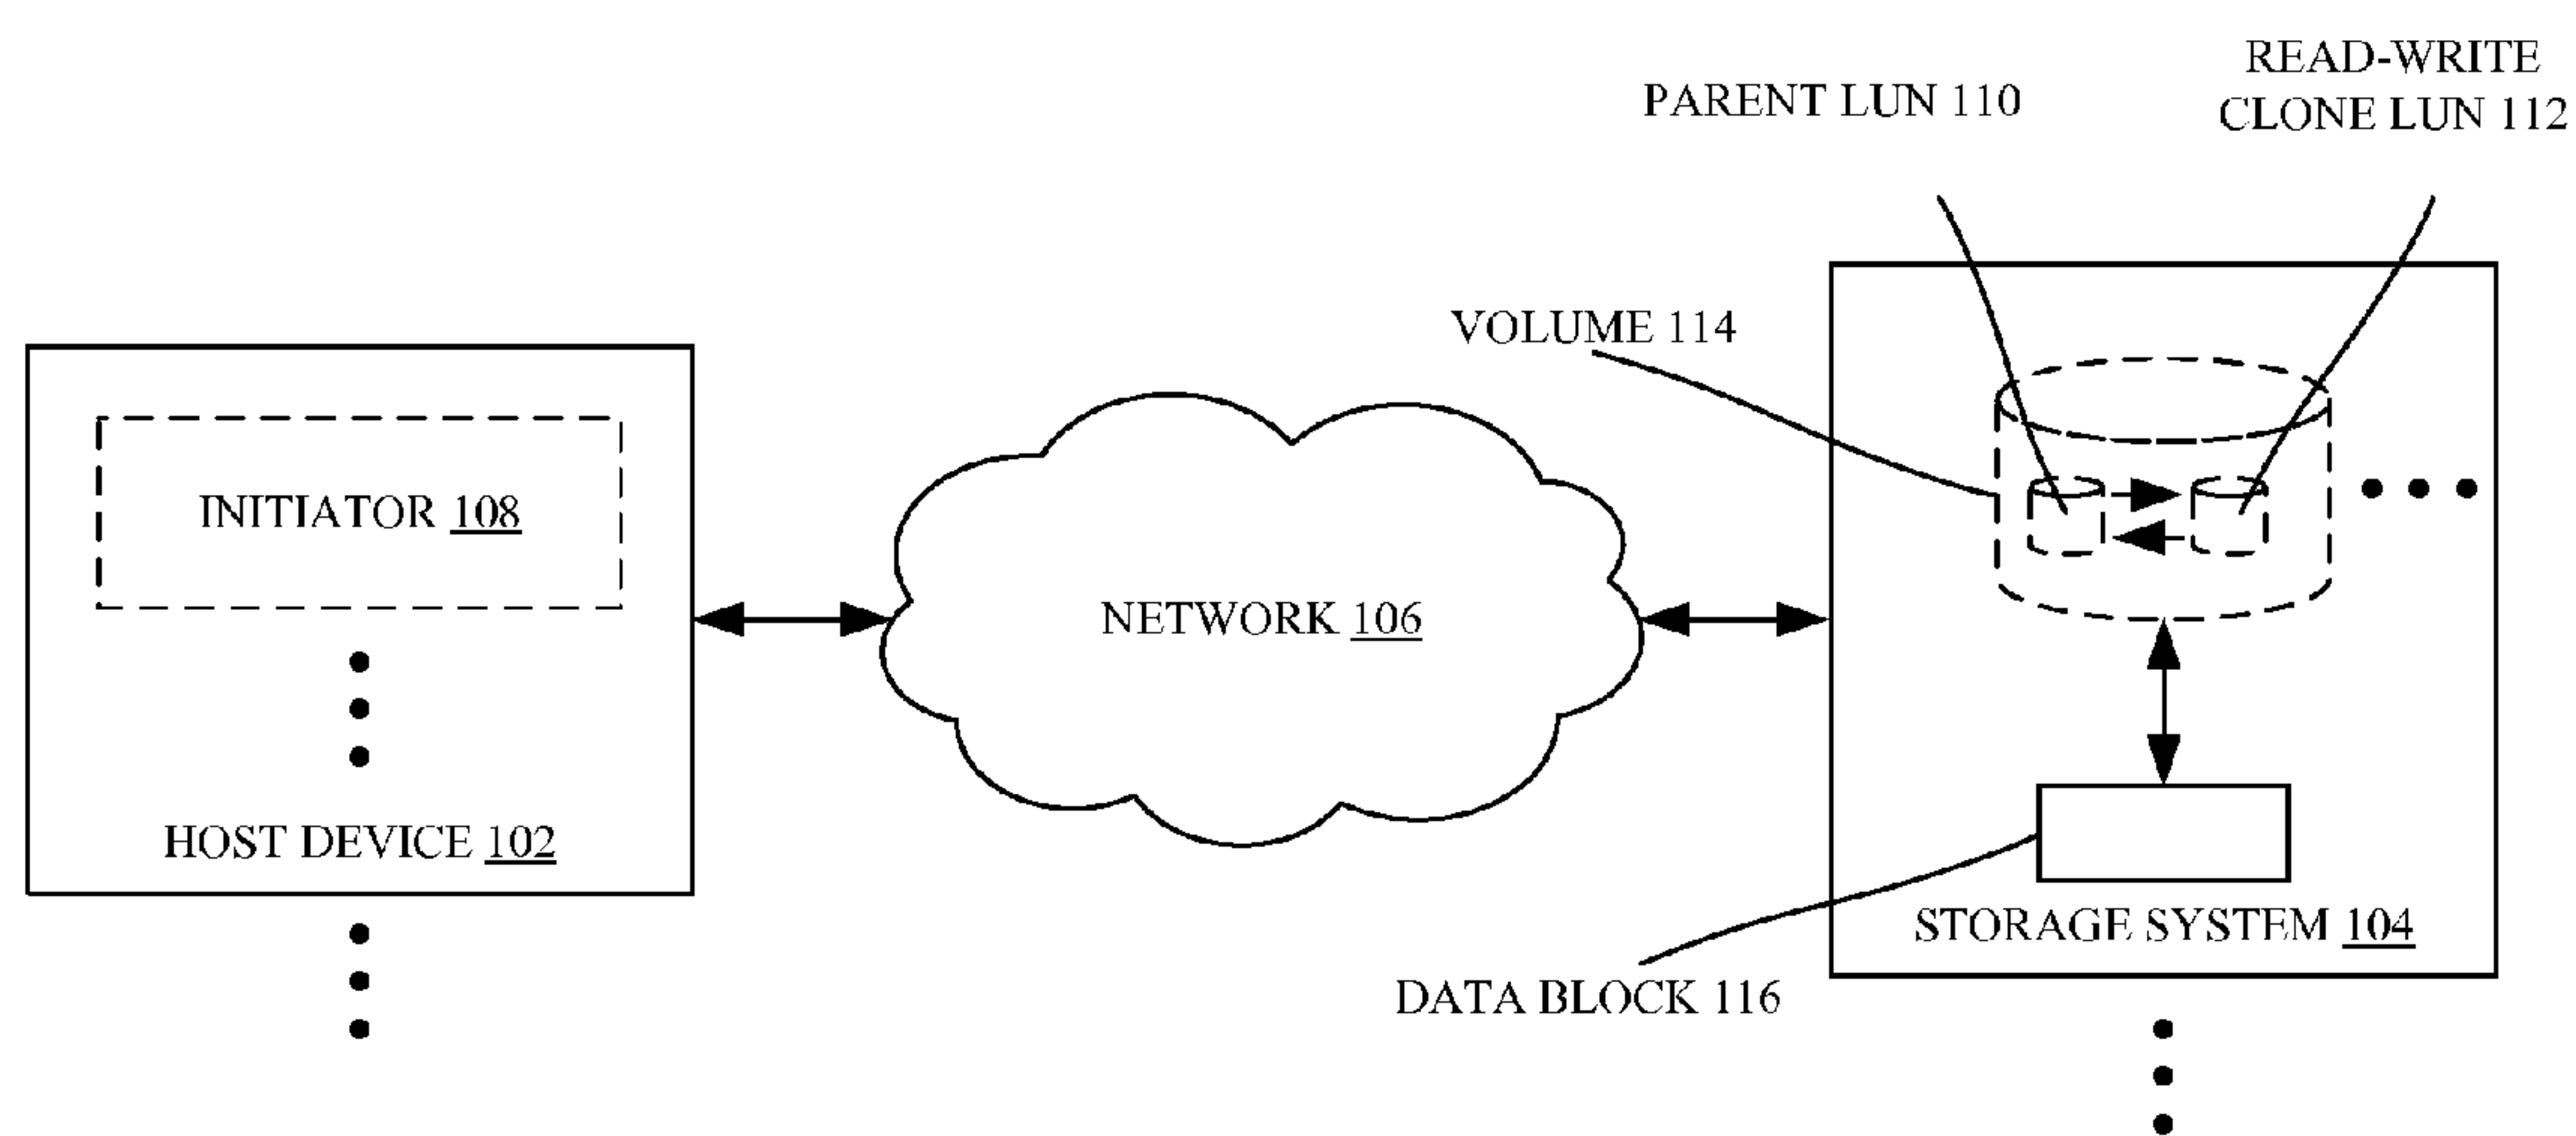 READ-WRITE
CLONE LUN 112
PARENT LUN 110
VOLUME 114
INITIATOR 108
NETWORK 106
HOST DEVICE 102
STORAGE SYSTEM 104
DATA BLOCK 116